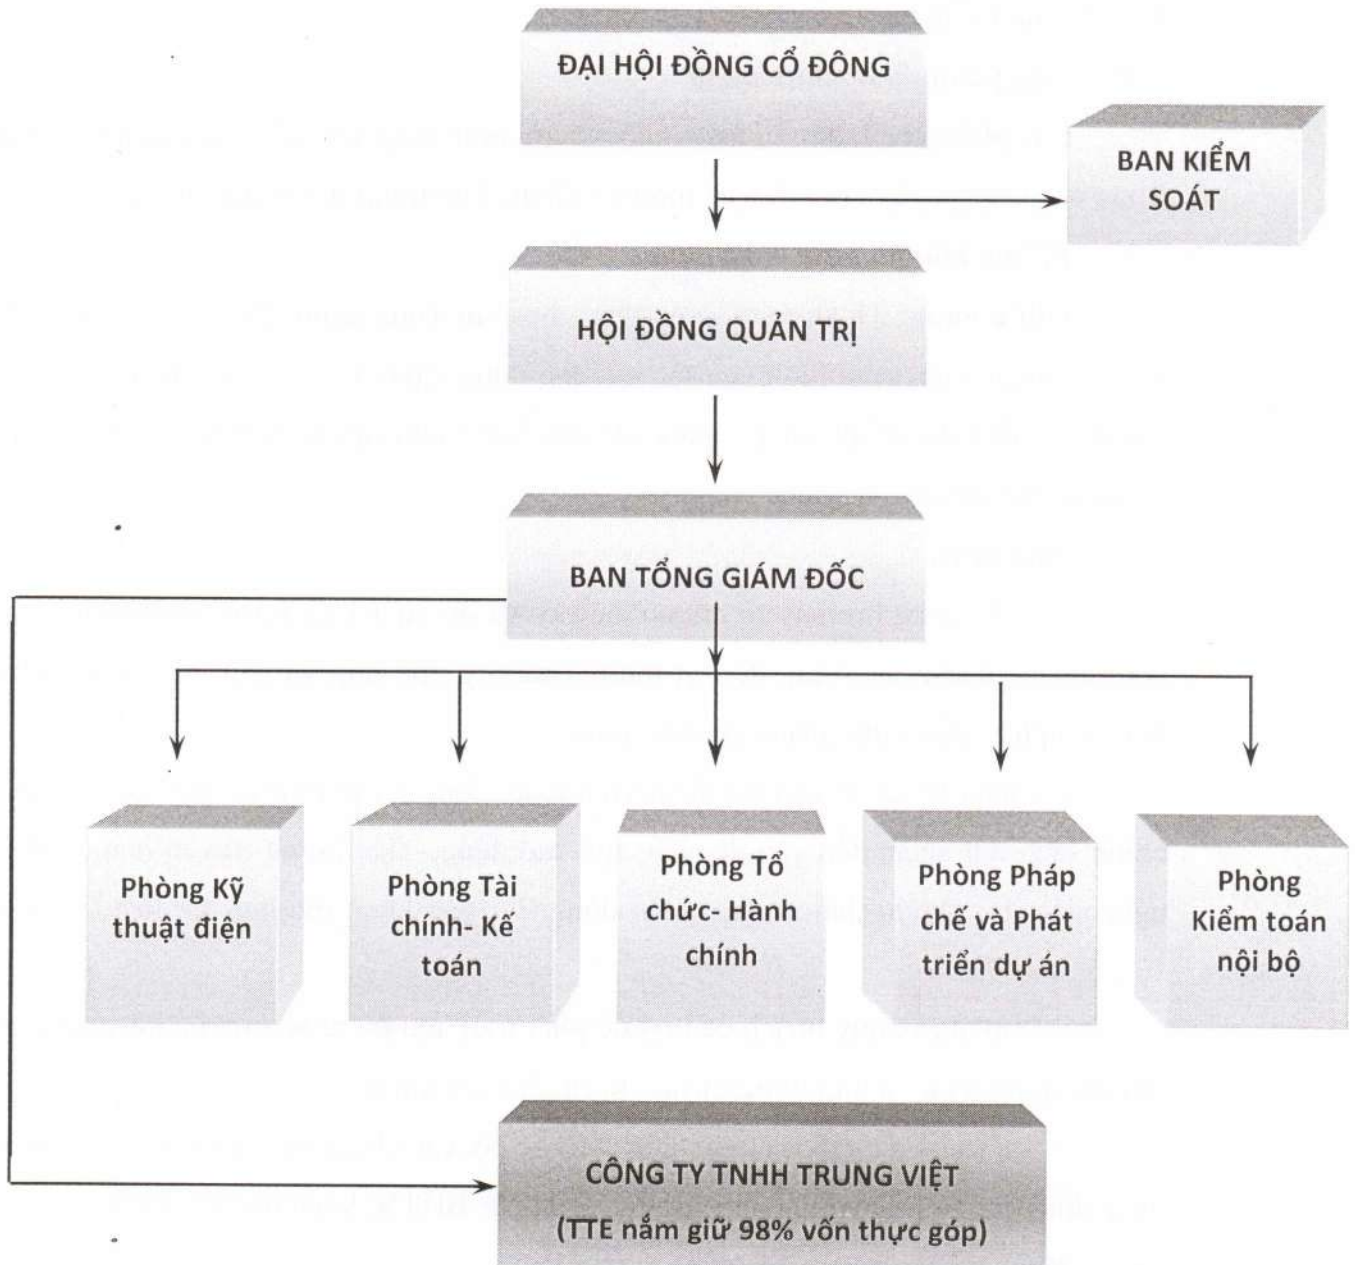 ĐẠI HỘI ĐỒNG CỔ ĐÔNG
BAN KIỂM
SOÁT
HỘI ĐỒNG QUẢN TRỊ
BAN TỔNG GIÁM ĐỐC
Phòng Kỹ
thuật điện
Phòng Tài
chính- Kế
toán
Phòng Tổ
chức- Hành
chính
Phòng Pháp
chế và Phát
triển dự án
Phòng
Kiểm toán
nội bộ
CÔNG TY TNHH TRUNG VIỆT
(TTE nắm giữ 98% vốn thực góp)